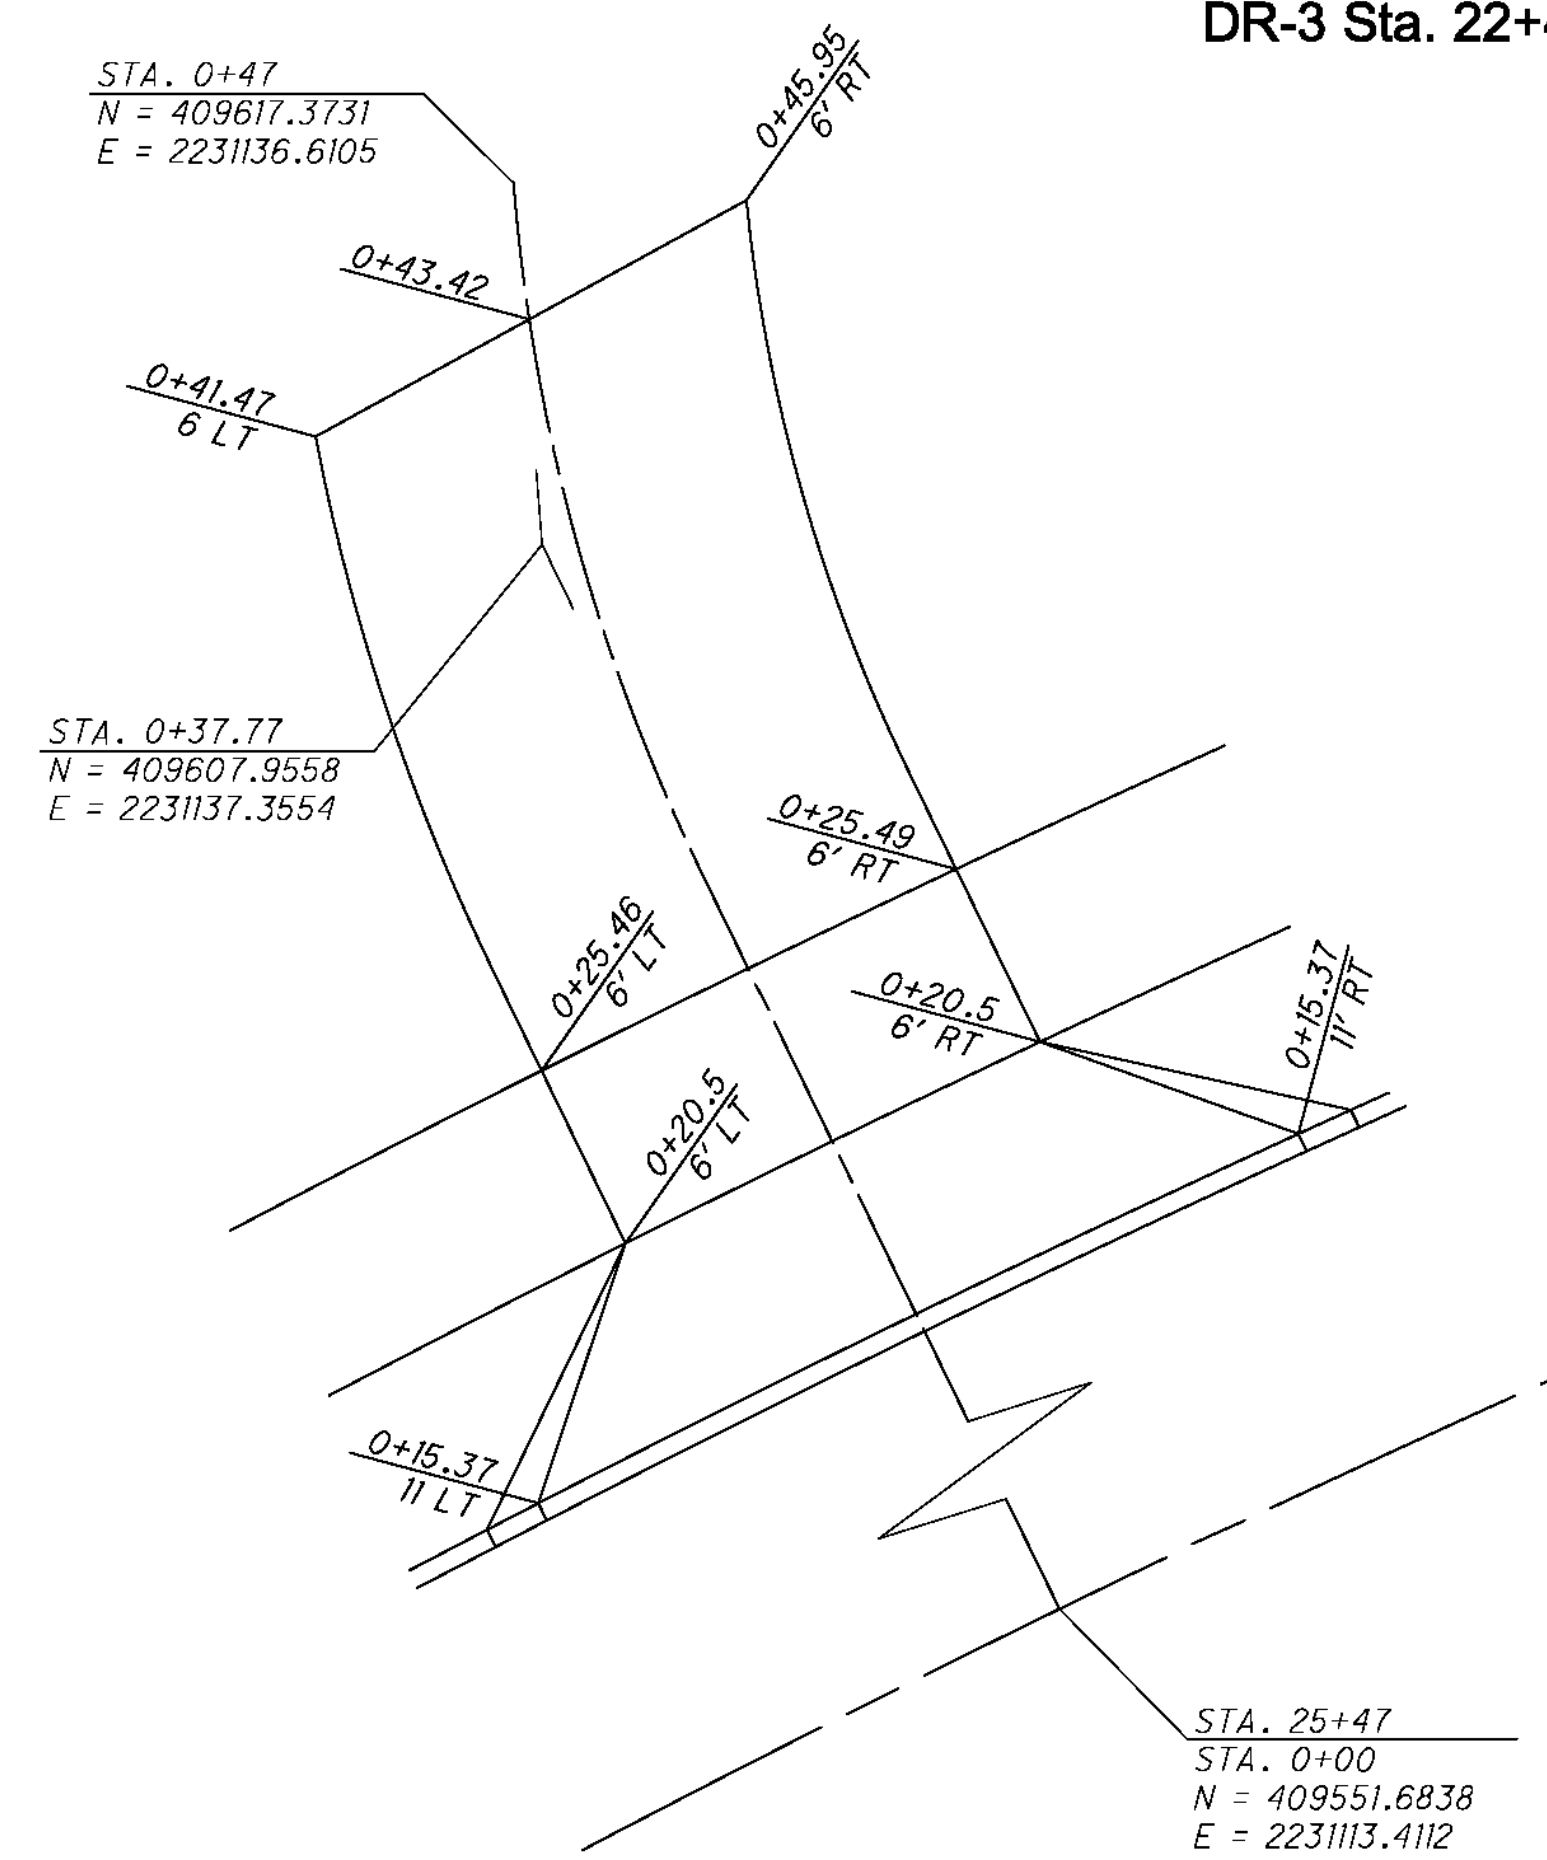 DR-3 Sta. 22+
STA. 0+47
N = 409617.3731
E = 2231136.6105
0+45.95
6' RT
0+43.42
0+41.47
6 LT
STA. 0+37.77
N = 409607.9558
E = 2231137.3554
0+25.49
6' RT
0+25.46
6' LT
0+20.5
6' RT
0+15.37
11' RT
0+20.5
6' LT
0+15.37
11 LT
STA. 25+47
STA. 0+00
N = 409551.6838
E = 2231113.4112